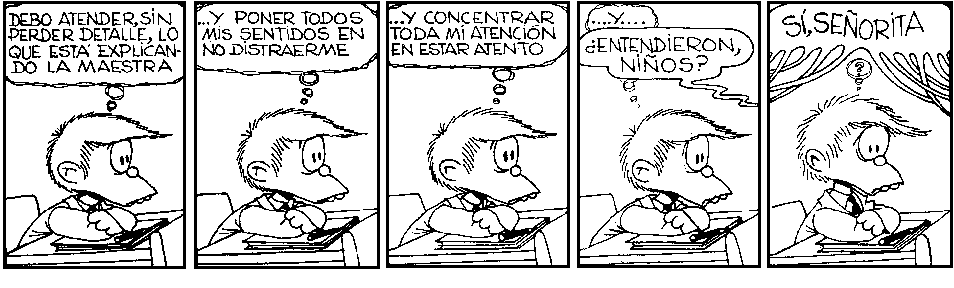 DEBO ATENDER, SIN
PERDER DETALLE, LO
QUE ESTÁ EXPLICAN-
DO LA MAESTRA
...Y PONER TODOS
MIS SENTIDOS EN
NO DISTRAERME
...Y CONCENTRAR
TODA MI ATENCIÓN
EN ESTAR ATENTO
...Y...
¿ENTENDIERON,
NIÑOS?
SÍ, SEÑORITA
?